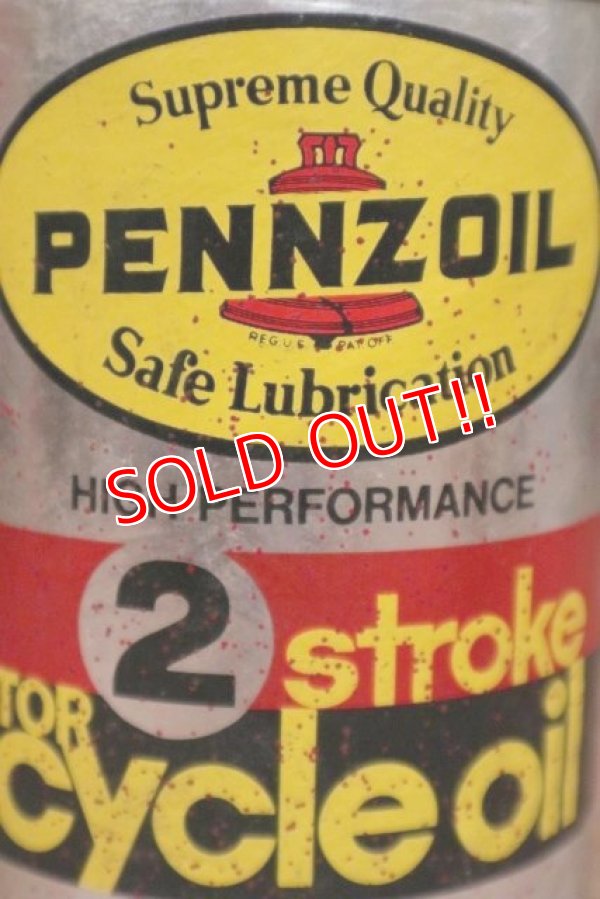 Supreme Quality
PENNZOIL
REG. U.S. PAT. OFF.
Safe Lubrication
SOLD OUT!!
HIGH PERFORMANCE
2 stroke
TOR
cycle oil